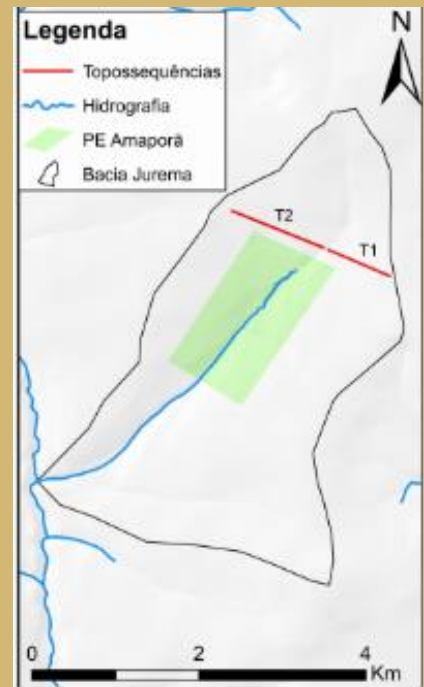 Legenda
Topossequências
Hidrografia
PE Amaporã
Bacia Jurema
N
T2
T1
0 2 4
Km